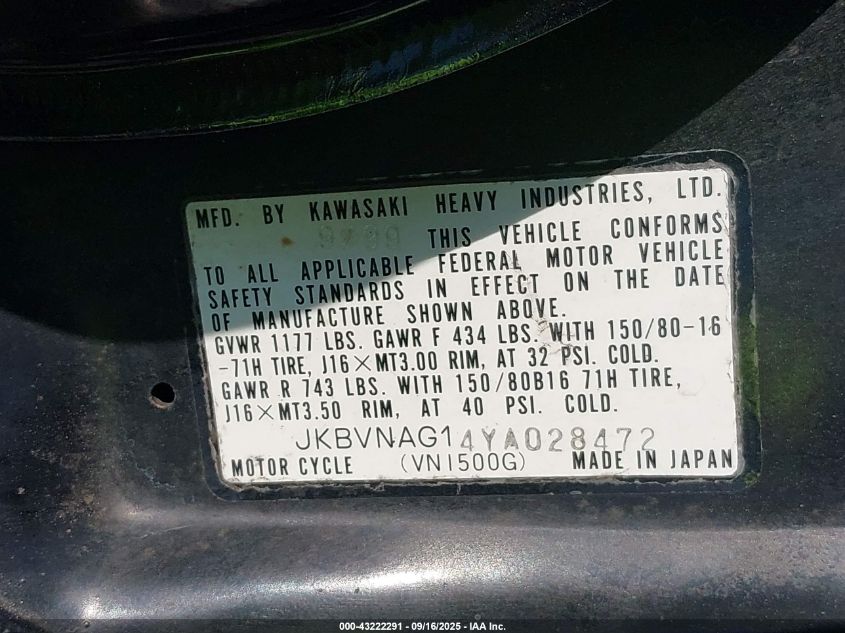 MFD. BY KAWASAKI HEAVY INDUSTRIES, LTD.
THIS VEHICLE CONFORMS
TO ALL APPLICABLE FEDERAL MOTOR VEHICLE
SAFETY STANDARDS IN EFFECT ON THE DATE
OF MANUFACTURE SHOWN ABOVE.
GVWR 1177 LBS. GAWR F 434 LBS. WITH 150/80-16
-71H TIRE, J16×MT3.00 RIM, AT 32 PSI. COLD.
GAWR R 743 LBS. WITH 150/80B16 71H TIRE,
J16×MT3.50 RIM, AT 40 PSI. COLD.
JKBVNAG14YA028472
MOTOR CYCLE (VN1500G) MADE IN JAPAN
000-43222291 - 09/16/2025 - IAA Inc.